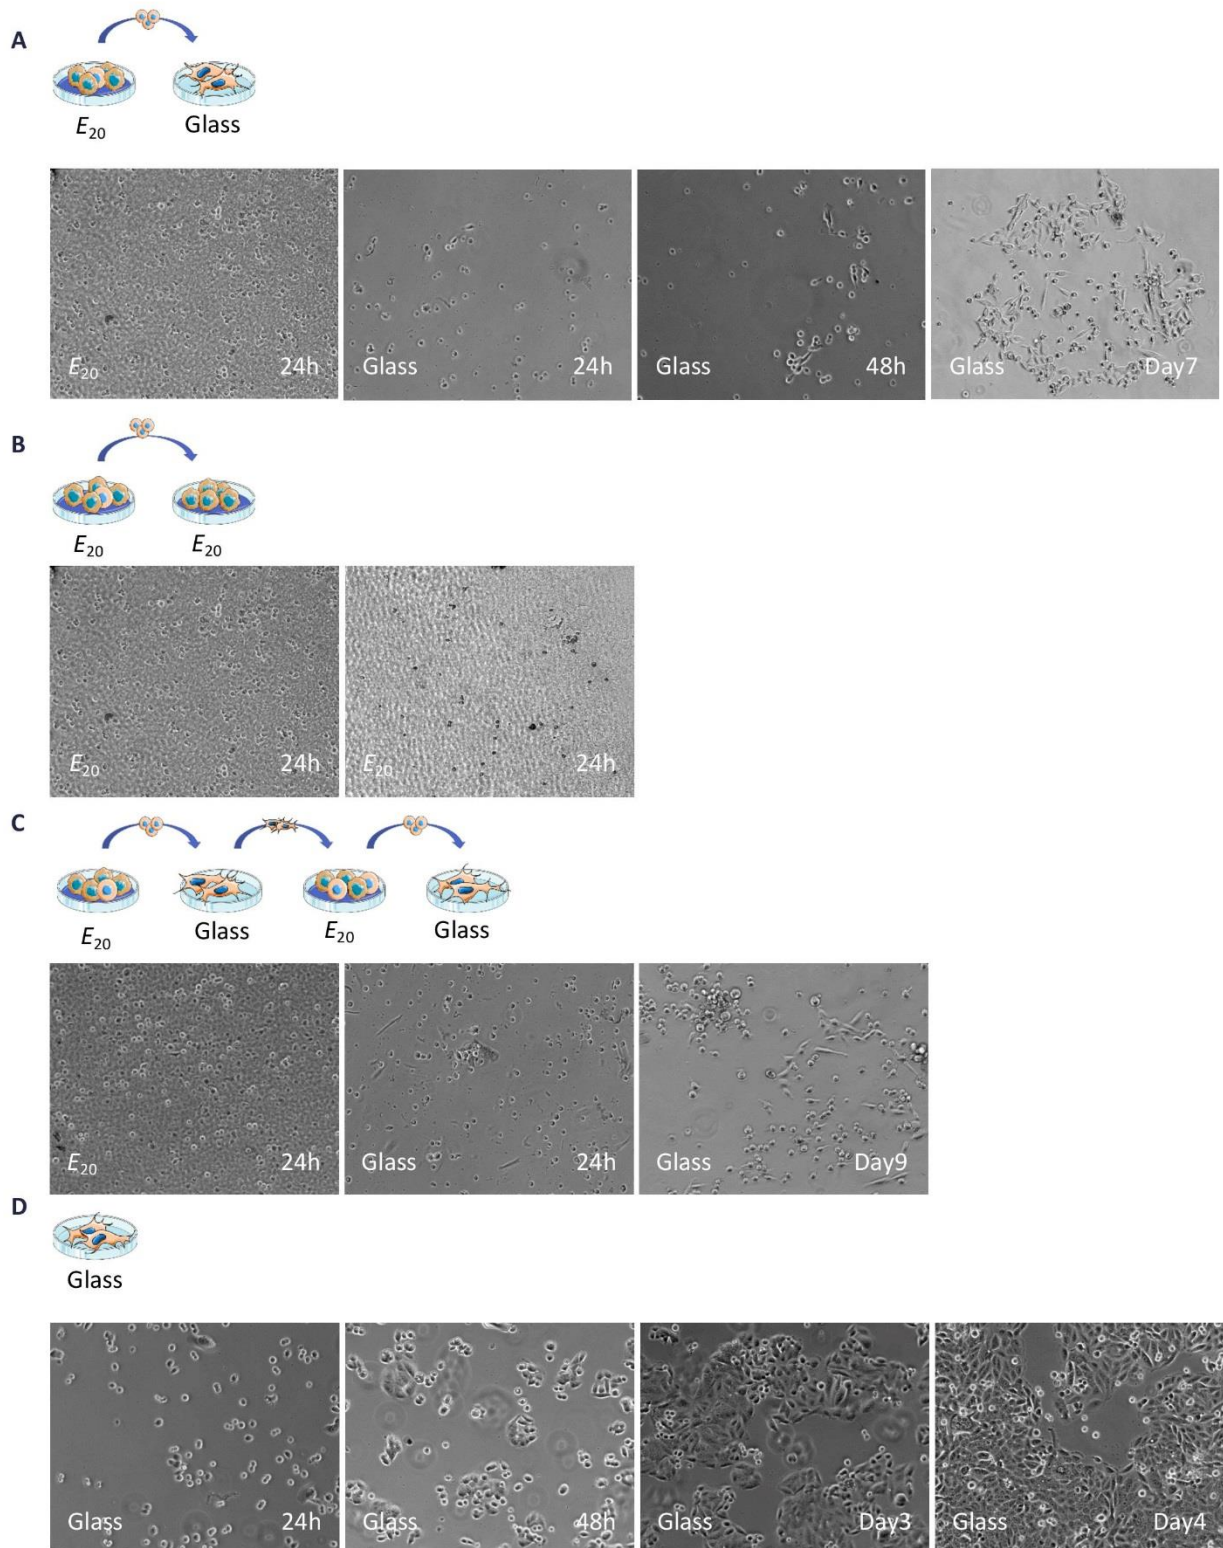 A
E20 Glass
E20 24h Glass 24h Glass 48h Glass Day7
B
E20 E20
E20 24h E20 24h
C
E20 Glass E20 Glass
E20 24h Glass 24h Glass Day9
D
Glass
Glass 24h Glass 48h Glass Day3 Glass Day4